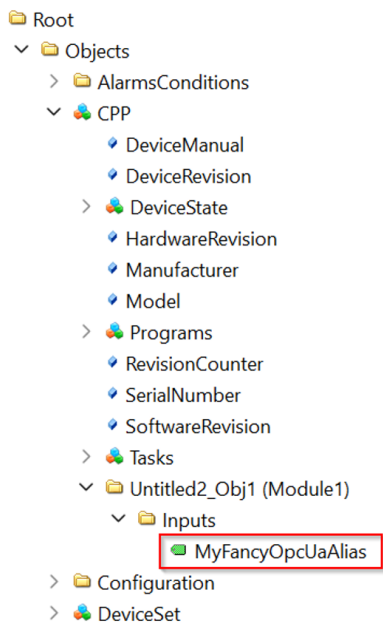 Root
Objects
AlarmsConditions
CPP
DeviceManual
DeviceRevision
DeviceState
HardwareRevision
Manufacturer
Model
Programs
RevisionCounter
SerialNumber
SoftwareRevision
Tasks
Untitled2_Obj1 (Module1)
Inputs
MyFancyOpcUaAlias
Configuration
DeviceSet